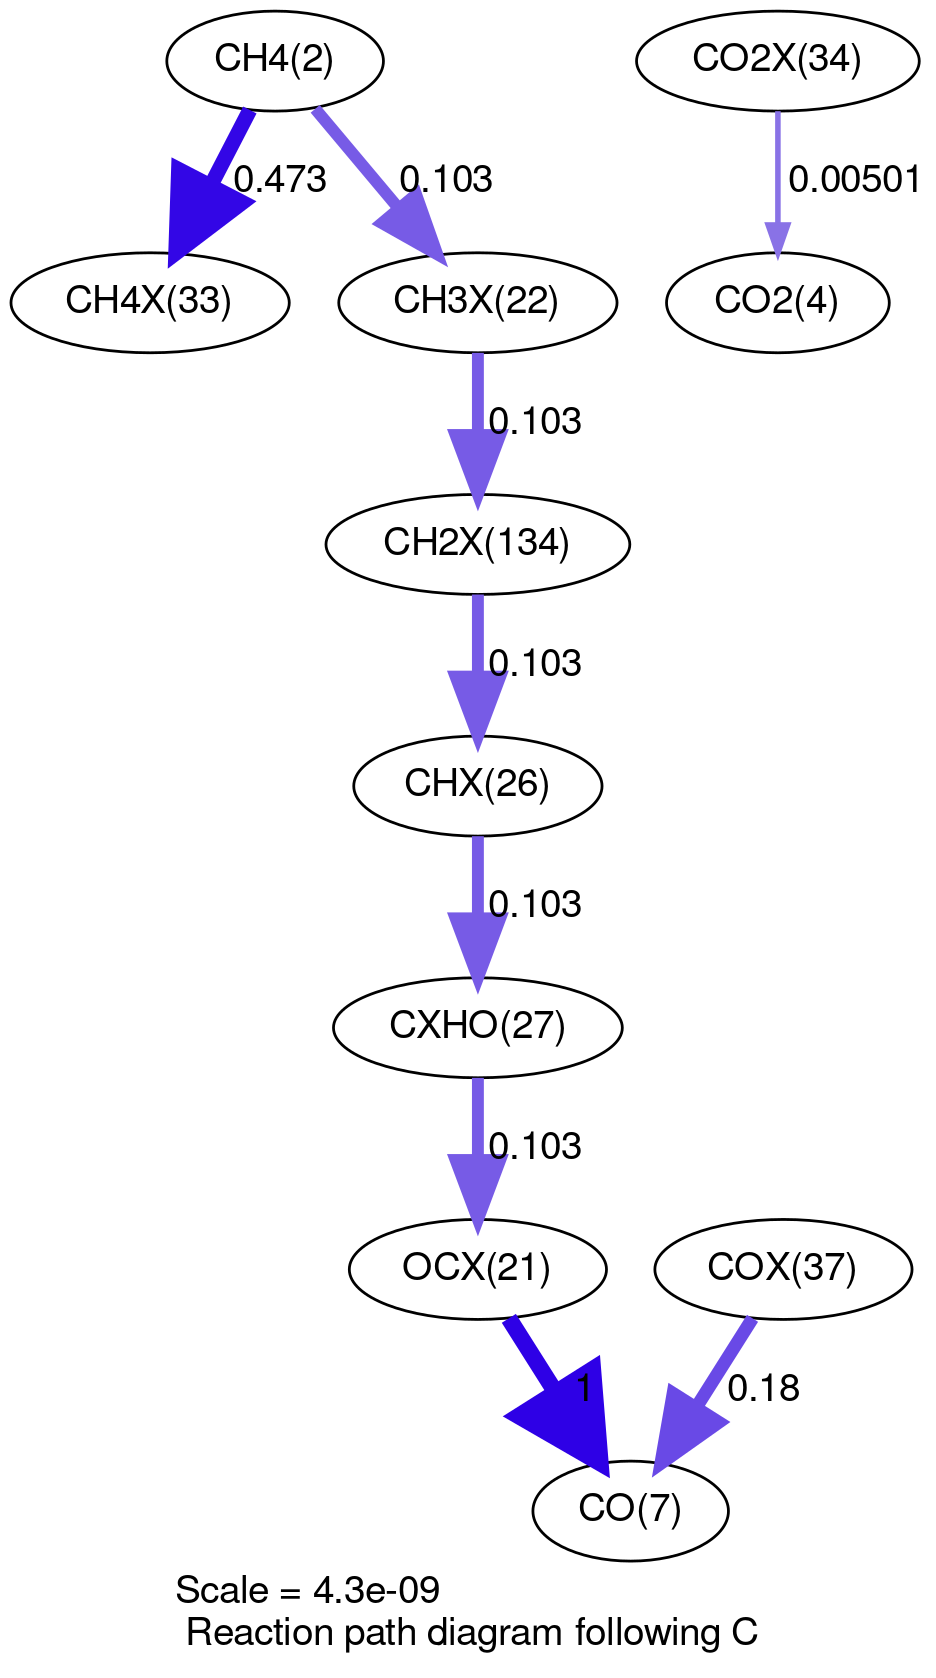 CH4(2)
CO2X(34)
0.473
0.103
0.00501
CH4X(33)
CH3X(22)
CO2(4)
0.103
CH2X(134)
0.103
CHX(26)
0.103
CXHO(27)
0.103
OCX(21)
COX(37)
1
0.18
CO(7)
Scale = 4.3e-09
Reaction path diagram following C